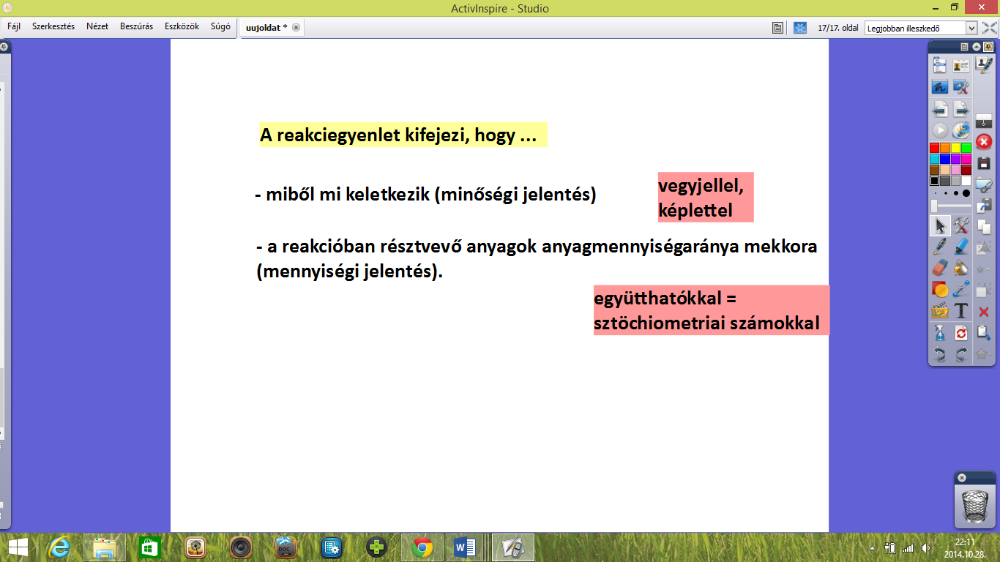 ActivInspire - Studio
Fájl Szerkesztés Nézet Beszúrás Eszközök Súgó
uujoldat *
17/17. oldal
Legjobban illeszkedő
A reakciegyenlet kifejezi, hogy ...
- miből mi keletkezik (minőségi jelentés)
vegyjellel,
képlettel
- a reakcióban résztvevő anyagok anyagmennyiségaránya mekkora
(mennyiségi jelentés).
együtthatókkal =
sztöchiometriai számokkal
DOC
22:11
2014.10.28.